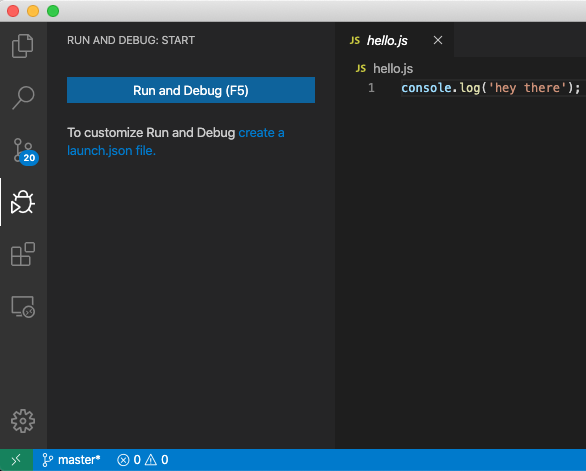 RUN AND DEBUG: START
Run and Debug (F5)
To customize Run and Debug create a
launch.json file.
20
JS hello.js
JS hello.js
1 console.log('hey there');
master* 0 0